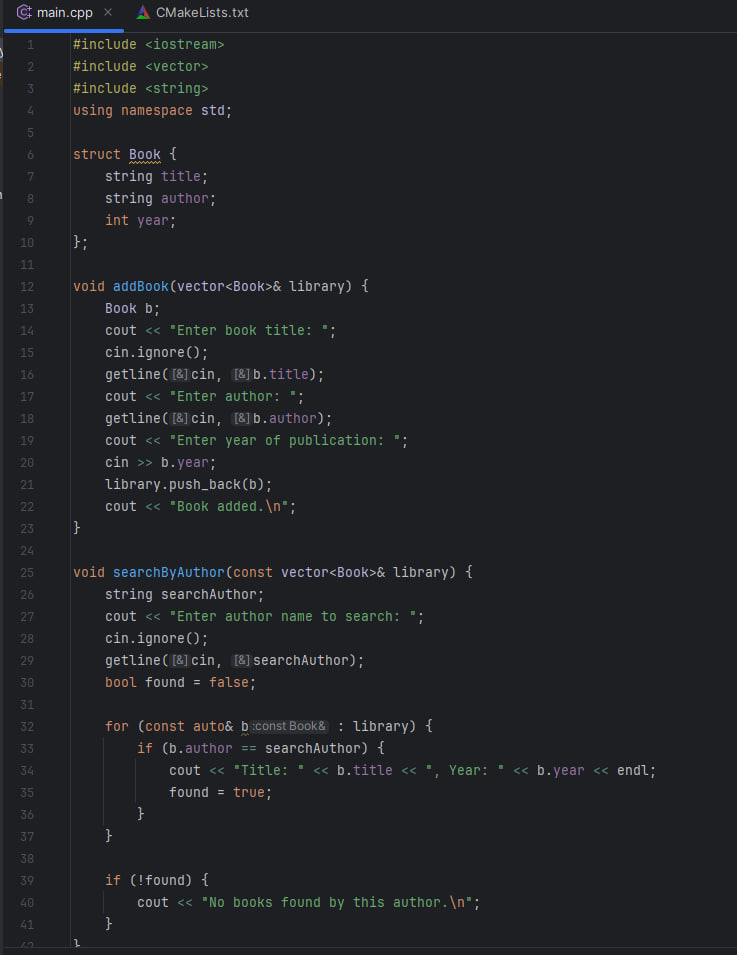 main.cpp × CMakeLists.txt
1 #include <iostream>
2 #include <vector>
3 #include <string>
4 using namespace std;
5
6 struct Book {
7     string title;
8     string author;
9     int year;
10 };
11
12 void addBook(vector<Book>& library) {
13     Book b;
14     cout << "Enter book title: ";
15     cin.ignore();
16     getline([&]cin, [&]b.title);
17     cout << "Enter author: ";
18     getline([&]cin, [&]b.author);
19     cout << "Enter year of publication: ";
20     cin >> b.year;
21     library.push_back(b);
22     cout << "Book added.\n";
23 }
24
25 void searchByAuthor(const vector<Book>& library) {
26     string searchAuthor;
27     cout << "Enter author name to search: ";
28     cin.ignore();
29     getline([&]cin, [&]searchAuthor);
30     bool found = false;
31
32     for (const auto& b:const Book& : library) {
33         if (b.author == searchAuthor) {
34             cout << "Title: " << b.title << ", Year: " << b.year << endl;
35             found = true;
36         }
37     }
38
39     if (!found) {
40         cout << "No books found by this author.\n";
41     }
42 }